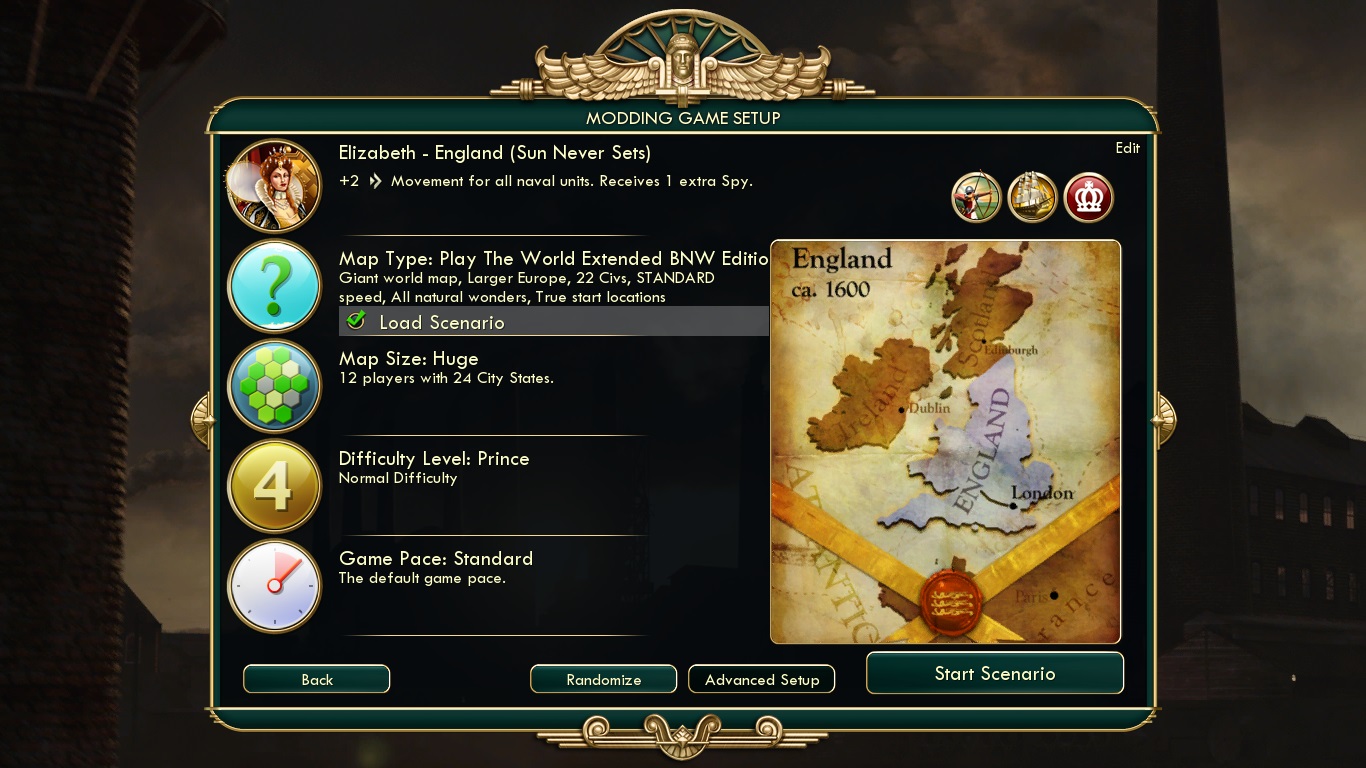 MODDING GAME SETUP
Elizabeth - England (Sun Never Sets)
Edit
+2 Movement for all naval units. Receives 1 extra Spy.
Map Type: Play The World Extended BNW Editio
Giant world map, Larger Europe, 22 Civs, STANDARD
speed, All natural wonders, True start locations
Load Scenario
Map Size: Huge
12 players with 24 City States.
Difficulty Level: Prince
Normal Difficulty
4
Game Pace: Standard
The default game pace.
England
ca. 1600
Scotland
Edinburgh
Ireland
Dublin
ENGLAND
London
ATLANTIC
Paris
France
Back
Randomize
Advanced Setup
Start Scenario